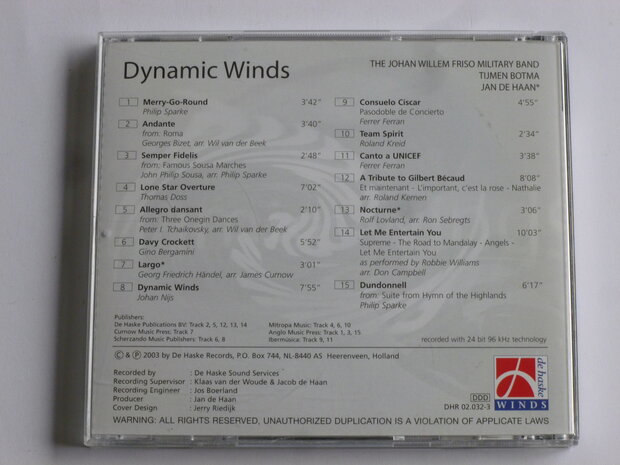 Dynamic Winds
THE JOHAN WILLEM FRISO MILITARY BAND
TIJMEN BOTMA
JAN DE HAAN*
1 Merry-Go-Round 3'42"
Philip Sparke
2 Andante 3'40"
from: Roma
Georges Bizet, arr. Wil van der Beek
3 Semper Fidelis 2'48"
from: Famous Sousa Marches
John Philip Sousa, arr. Philip Sparke
4 Lone Star Overture 7'02"
Thomas Doss
5 Allegro dansant 2'10"
from: Three Onegin Dances
Peter I. Tchaikovsky, arr. Wil van der Beek
6 Davy Crockett 5'52"
Gino Bergamini
7 Largo* 3'01"
Georg Friedrich Händel, arr. James Curnow
8 Dynamic Winds 7'55"
Johan Nijs
9 Consuelo Ciscar 4'55"
Pasodoble de Concierto
Ferrer Ferran
10 Team Spirit 2'34"
Roland Kreid
11 Canto a UNICEF 3'38"
Ferrer Ferran
12 A Tribute to Gilbert Bécaud 8'08"
Et maintenant - L'important, c'est la rose - Nathalie
arr. Roland Kernen
13 Nocturne* 3'06"
Rolf Lovland, arr. Ron Sebregts
14 Let Me Entertain You 10'03"
Supreme - The Road to Mandalay - Angels -
Let Me Entertain You
as performed by Robbie Williams
arr. Don Campbell
15 Dundonnell 6'17"
from: Suite from Hymn of the Highlands
Philip Sparke
Publishers:
De Haske Publications BV: Track 2, 5, 12, 13, 14
Curnow Music Press: Track 7
Scherzando Music Publishers: Track 6, 8
Mitropa Music: Track 4, 6, 10
Anglo Music Press: Track 1, 3, 15
Ibermúsica: Track 9, 11
recorded with 24 bit 96 kHz technology
© & ℗ 2003 by De Haske Records, P.O. Box 744, NL-8440 AS Heerenveen, Holland
Recorded by : De Haske Sound Services
Recording Supervisor : Klaas van der Woude & Jacob de Haan
Recording Engineer : Jos Boerland
Producer : Jan de Haan
Cover Design : Jerry Riedijk
DDD
DHR 02.032-3
de haske
WINDS
WARNING: ALL RIGHTS RESERVED, UNAUTHORIZED DUPLICATION IS A VIOLATION OF APPLICATE LAWS